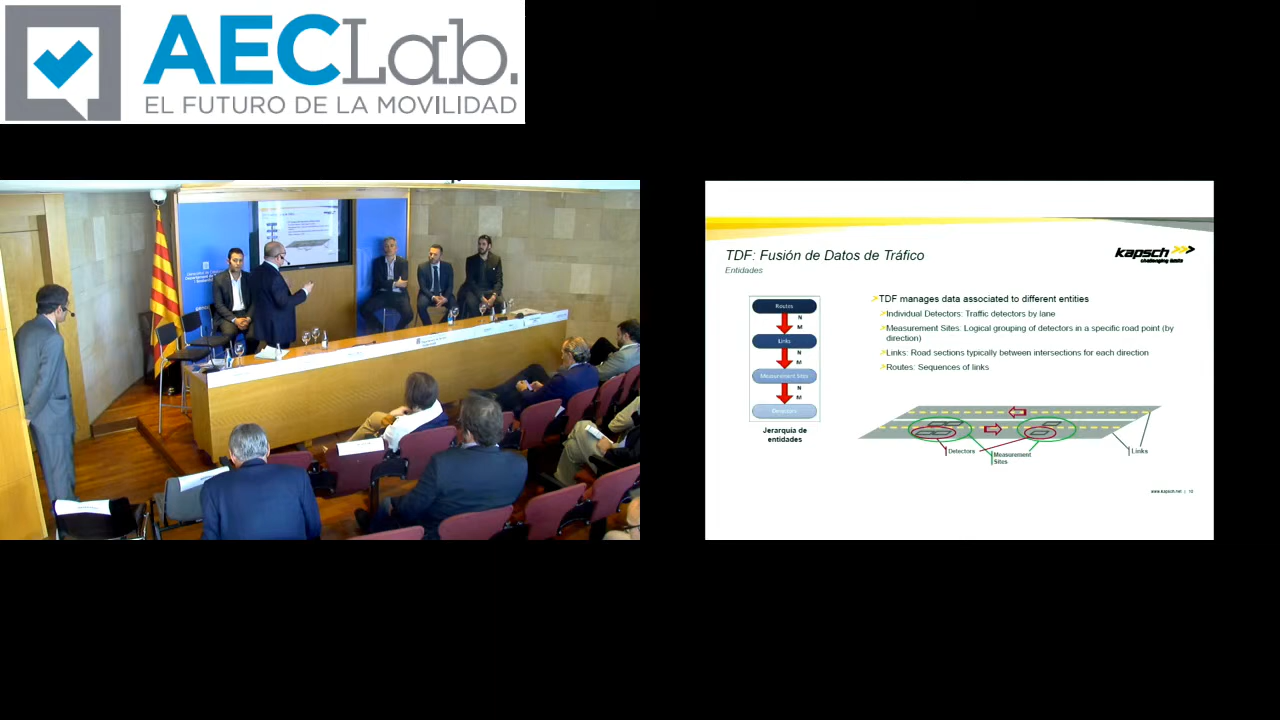 AECLab.
EL FUTURO DE LA MOVILIDAD
TDF: Fusión de Datos de Tráfico
Entidades
kapsch >>>
challenging limits
Routes
N
M
Links
N
M
Measurement Sites
N
M
Detectors
Jerarquía de
entidades
TDF manages data associated to different entities
Individual Detectors: Traffic detectors by lane
Measurement Sites: Logical grouping of detectors in a specific road point (by
direction)
Links: Road sections typically between intersections for each direction
Routes: Sequences of links
Detectors
Measurement
Sites
Links
www.kapsch.net | 10